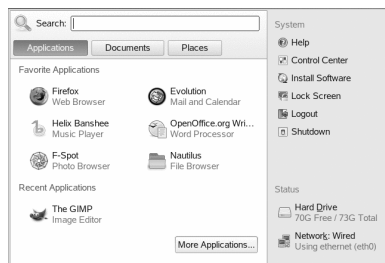 Search:
Applications
Documents
Places
Favorite Applications
Firefox
Web Browser
Evolution
Mail and Calendar
Helix Banshee
Music Player
OpenOffice.org Wri...
Word Processor
F-Spot
Photo Browser
Nautilus
File Browser
Recent Applications
The GIMP
Image Editor
More Applications...
System
Help
Control Center
Install Software
Lock Screen
Logout
Shutdown
Status
Hard Drive
70G Free / 73G Total
Network: Wired
Using ethernet (eth0)